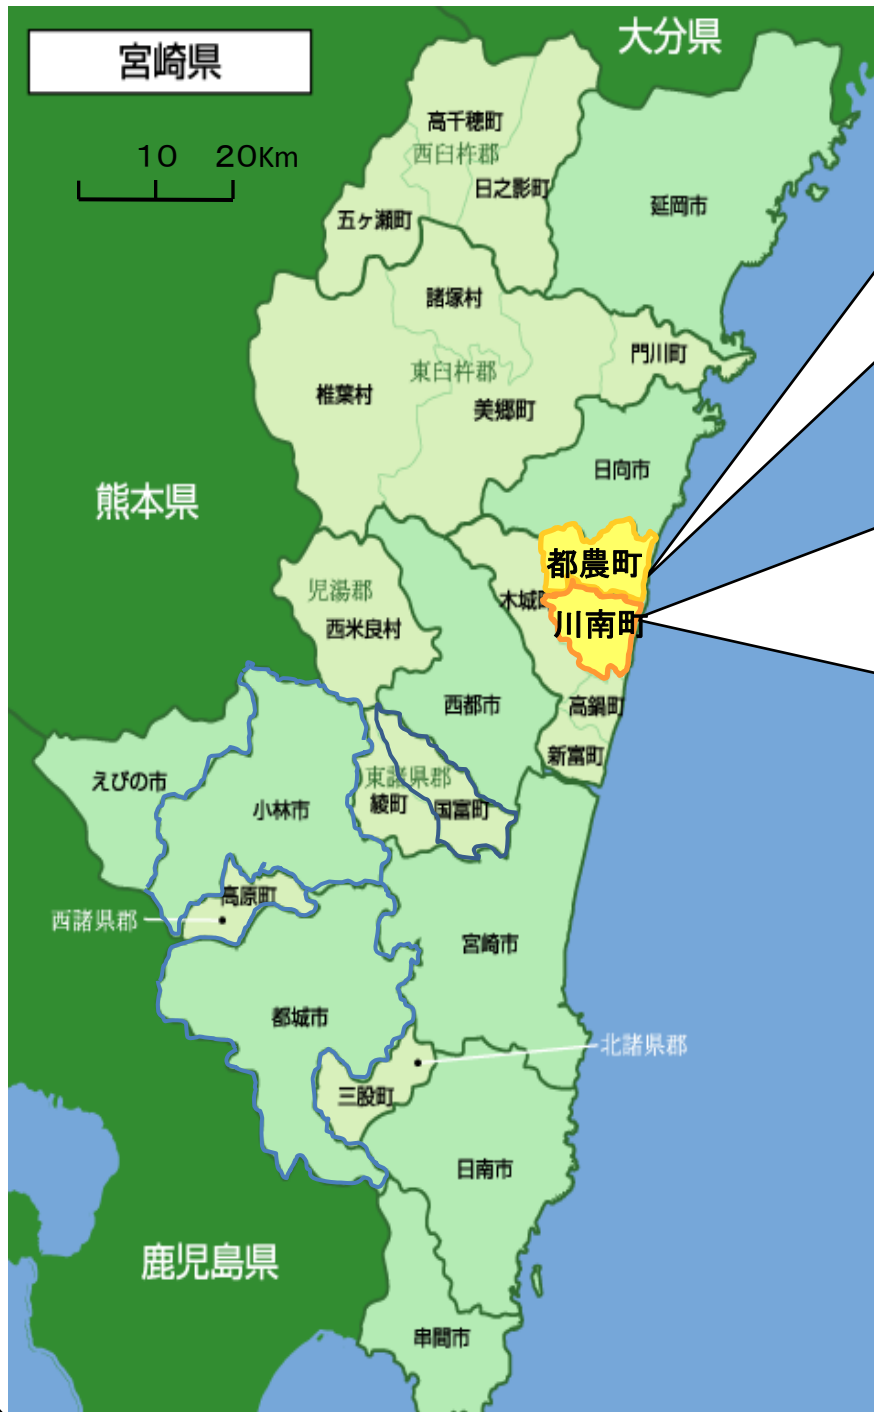 宮崎県
大分県
10 20Km
高千穂町
西臼杵郡
日之影町
延岡市
五ヶ瀬町
諸塚村
門川町
東臼杵郡
椎葉村
美郷町
日向市
熊本県
都農町
児湯郡
木城町
川南町
西米良村
西都市
高鍋町
新富町
東諸県郡
えびの市
綾町
国富町
小林市
高原町
西諸県郡
宮崎市
都城市
北諸県郡
三股町
日南市
鹿児島県
串間市